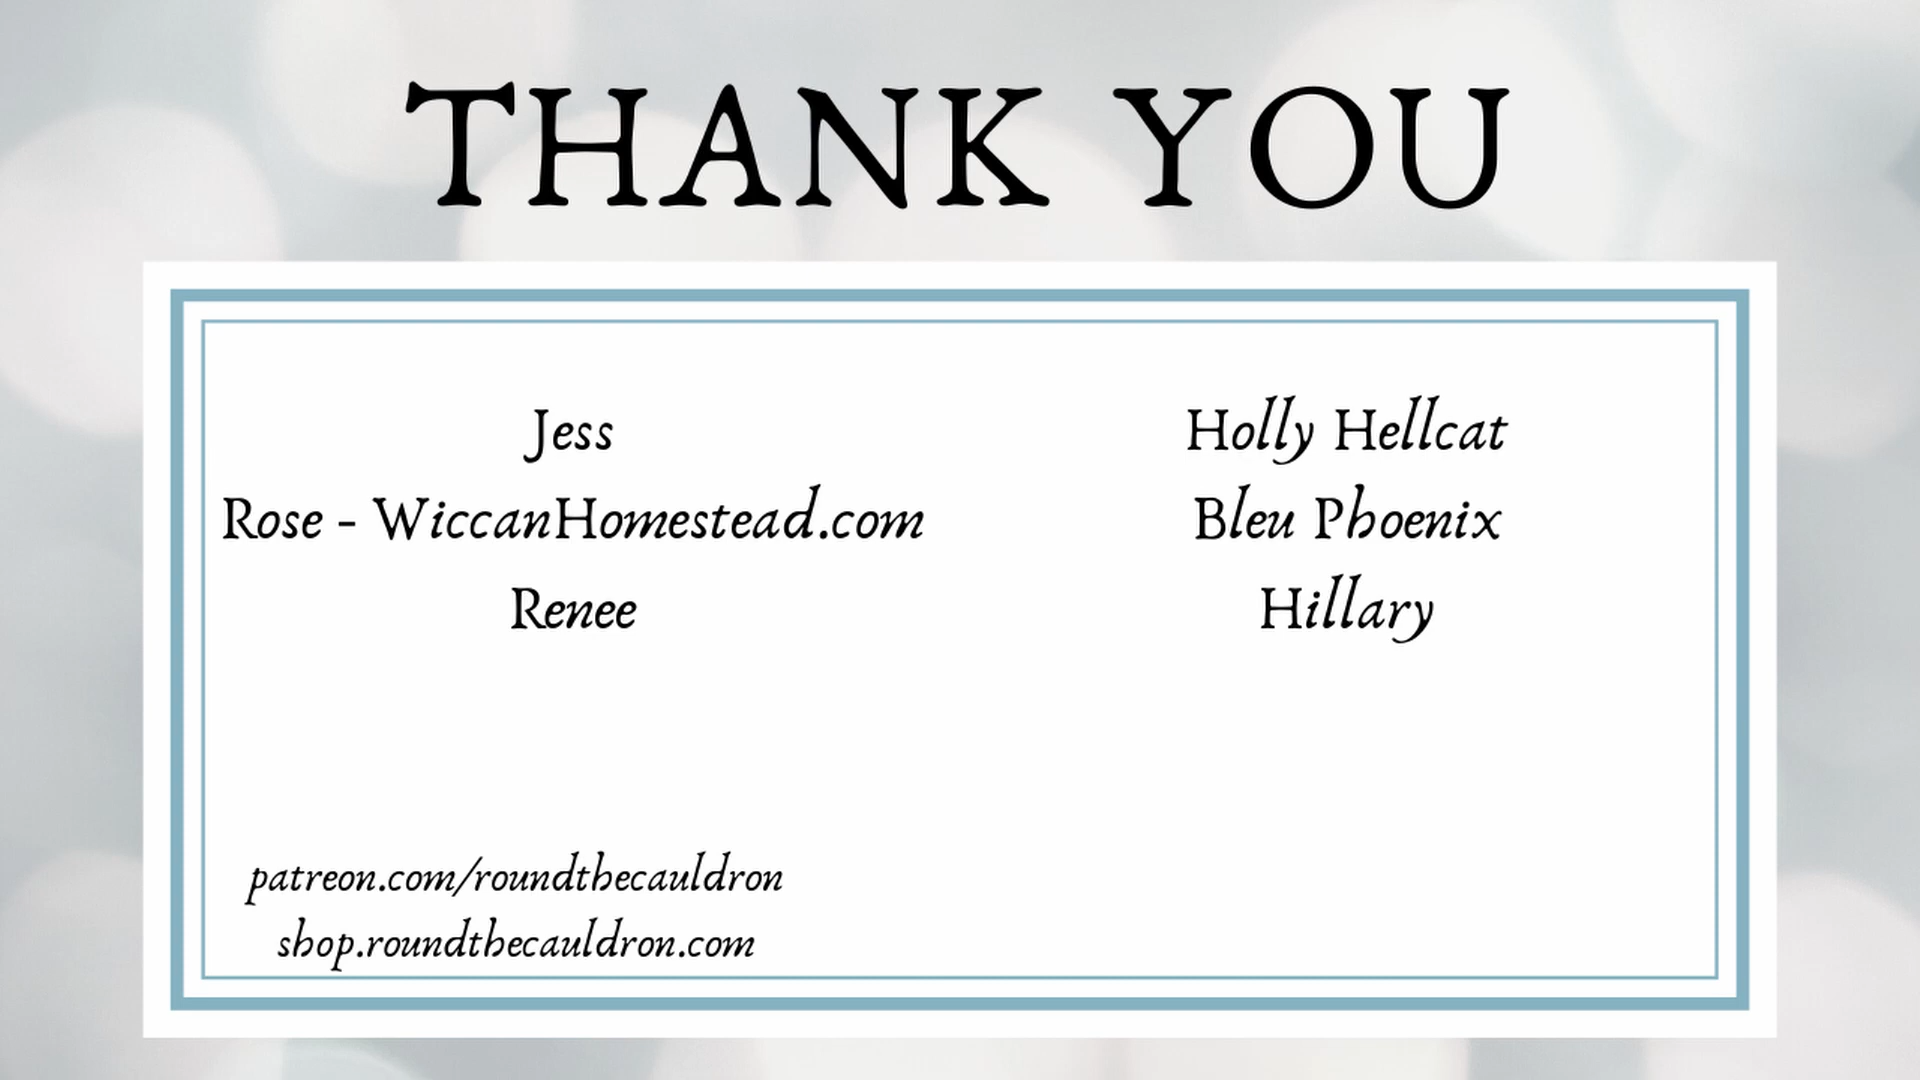 THANK YOU
Jess
Rose - WiccanHomestead.com
Renee
Holly Hellcat
Bleu Phoenix
Hillary
patreon.com/roundthecauldron
shop.roundthecauldron.com